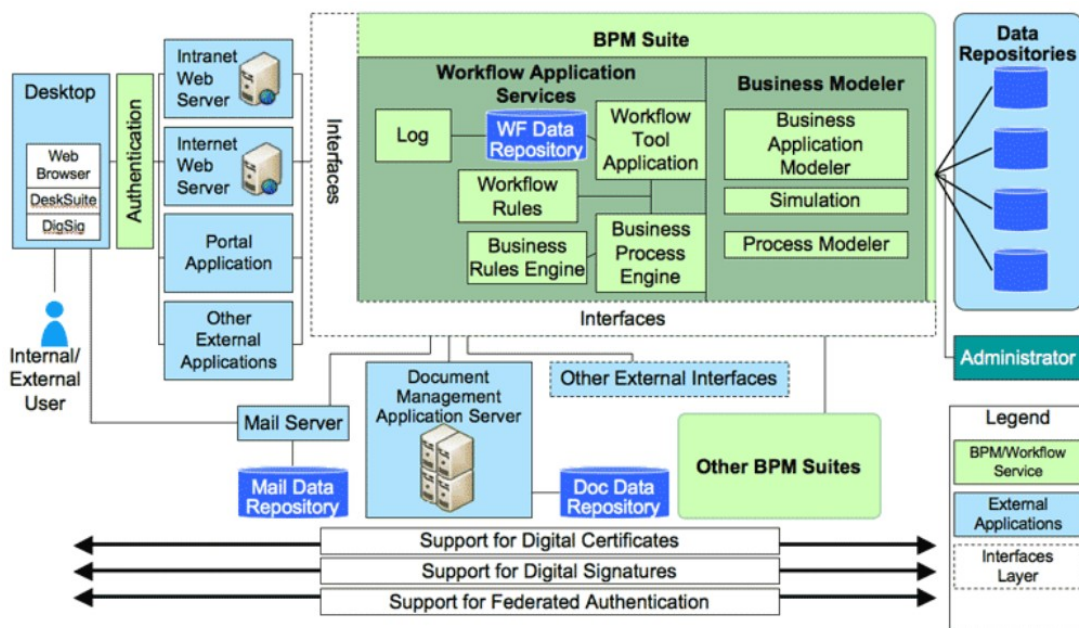 Desktop
Web
Browser
DeskSuite
DigSig
Internal/
External
User
Authentication
Intranet
Web
Server
Internet
Web
Server
Portal
Application
Other
External
Applications
Interfaces
BPM Suite
Workflow Application
Services
Log
WF Data
Repository
Workflow
Tool
Application
Workflow
Rules
Business
Rules Engine
Business
Process
Engine
Business Modeler
Business
Application
Modeler
Simulation
Process Modeler
Interfaces
Data
Repositories
Administrator
Mail Server
Mail Data
Repository
Document
Management
Application Server
Doc Data
Repository
Other External Interfaces
Other BPM Suites
Legend
BPM/Workflow
Service
External
Applications
Interfaces
Layer
Support for Digital Certificates
Support for Digital Signatures
Support for Federated Authentication